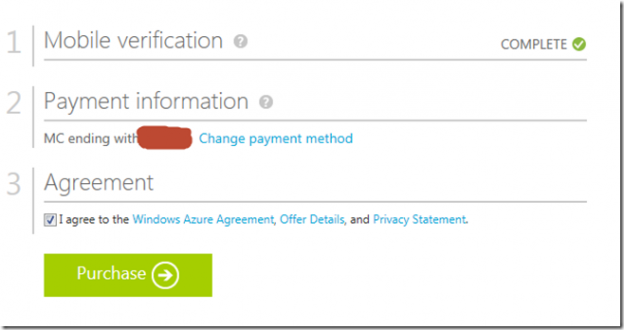 1 Mobile verification ? COMPLETE
2 Payment information ?
MC ending with Change payment method
3 Agreement
I agree to the Windows Azure Agreement, Offer Details, and Privacy Statement.
Purchase